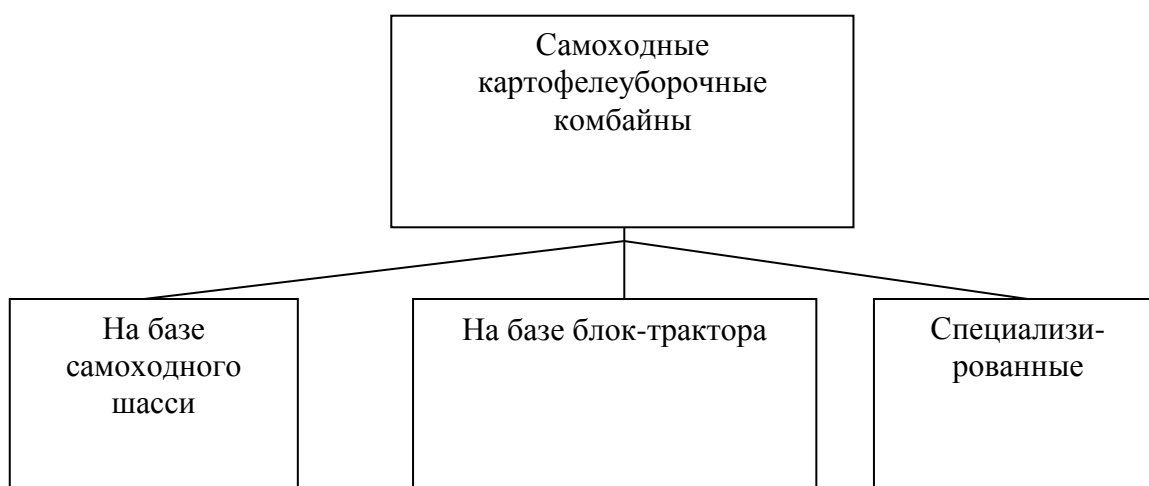 Самоходные
картофелеуборочные
комбайны
На базе
самоходного
шасси
На базе блок-трактора
Специализи-
рованные